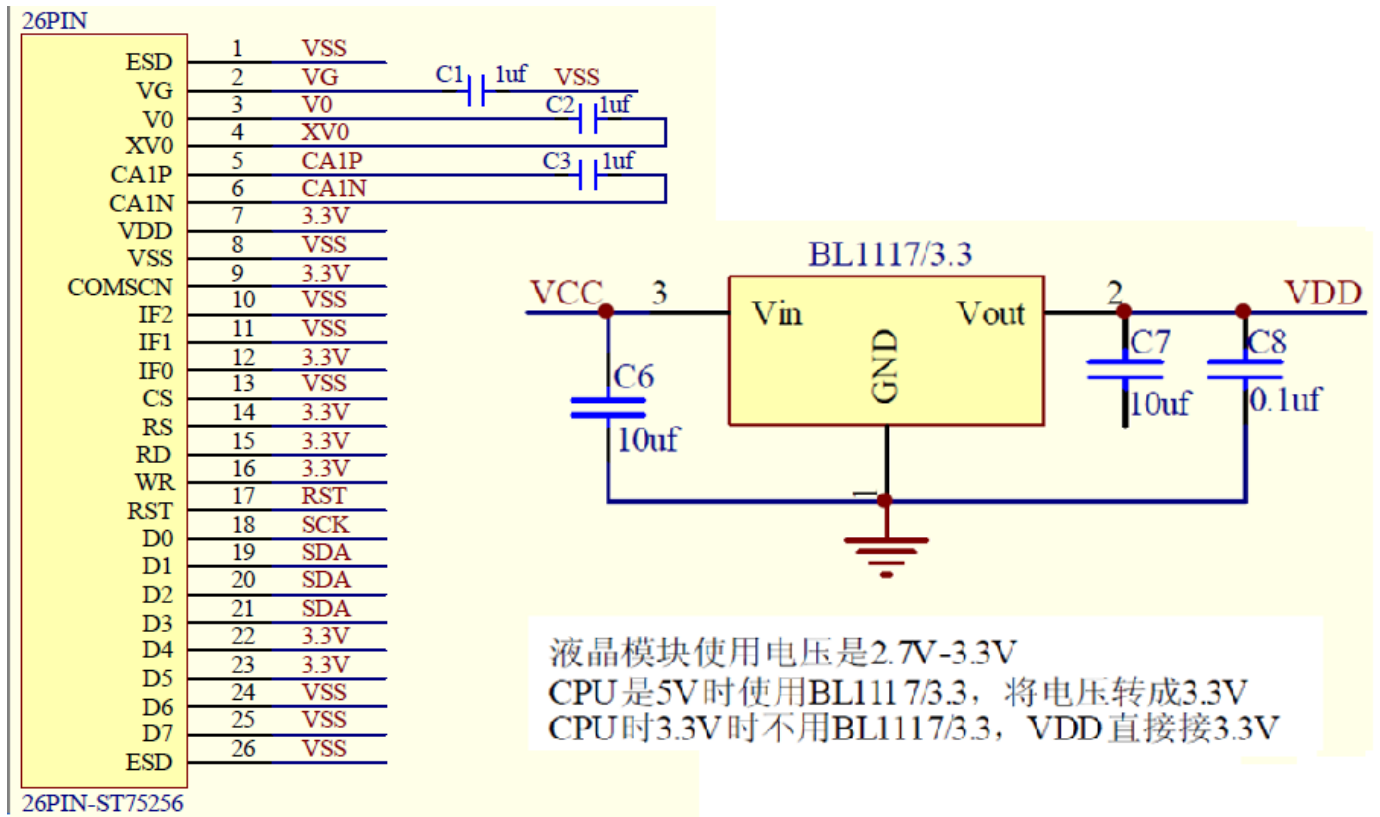 26PIN
ESD 1 VSS
VG 2 VG C1 1uf VSS
V0 3 V0 C2 1uf
XV0 4 XV0
CA1P 5 CA1P C3 1uf
CA1N 6 CA1N
VDD 7 3.3V
VSS 8 VSS
COMSCN 9 3.3V
IF2 10 VSS
IF1 11 VSS
IF0 12 3.3V
CS 13 VSS
RS 14 3.3V
RD 15 3.3V
WR 16 3.3V
RST 17 RST
D0 18 SCK
D1 19 SDA
D2 20 SDA
D3 21 SDA
D4 22 3.3V
D5 23 3.3V
D6 24 VSS
D7 25 VSS
ESD 26 VSS
26PIN-ST75256
BL1117/3.3
VCC 3 Vin Vout 2 VDD
GND
C6
10uf
C7
10uf
C8
0.1uf
1
液晶模块使用电压是2.7V-3.3V
CPU是5V时使用BL1117/3.3，将电压转成3.3V
CPU时3.3V时不用BL1117/3.3，VDD直接接3.3V